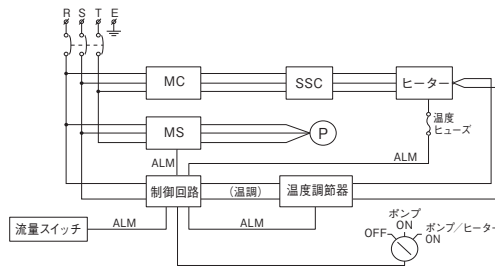 R S T E
MC
SSC
ヒーター
温度
ヒューズ
MS
P
ALM
ALM
制御回路
(温調)
温度調節器
ポンプ
ON
OFF
ポンプ/ヒーター
ON
流量スイッチ
ALM
ALM